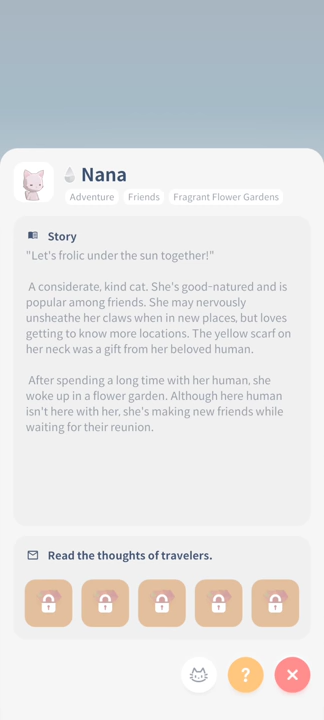 Nana
Adventure
Friends
Fragrant Flower Gardens
Story
"Let's frolic under the sun together!"
A considerate, kind cat. She's good-natured and is
popular among friends. She may nervously
unsheathe her claws when in new places, but loves
getting to know more locations. The yellow scarf on
her neck was a gift from her beloved human.
After spending a long time with her human, she
woke up in a flower garden. Although here human
isn't here with her, she's making new friends while
waiting for their reunion.
Read the thoughts of travelers.
?